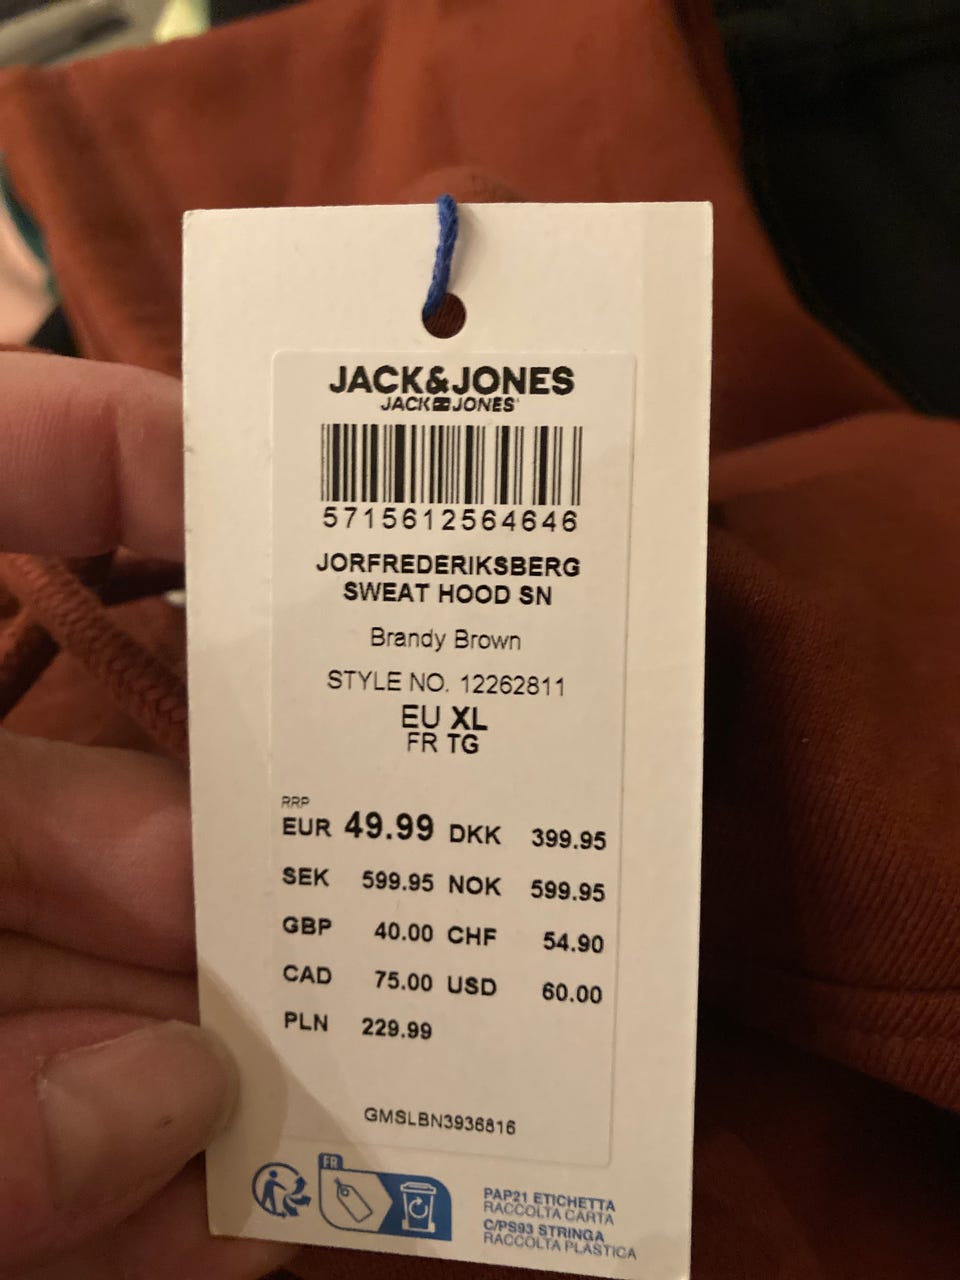 JACK&JONES
JACK JONES
5715612564646
JORFREDERIKSBERG
SWEAT HOOD SN
Brandy Brown
STYLE NO. 12262811
EU XL
FR TG
RRP
EUR 49.99 DKK 399.95
SEK 599.95 NOK 599.95
GBP 40.00 CHF 54.90
CAD 75.00 USD 60.00
PLN 229.99
GMSLBN3936816
FR
PAP21 ETICHETTA
RACCOLTA CARTA
C/PS93 STRINGA
RACCOLTA PLASTICA